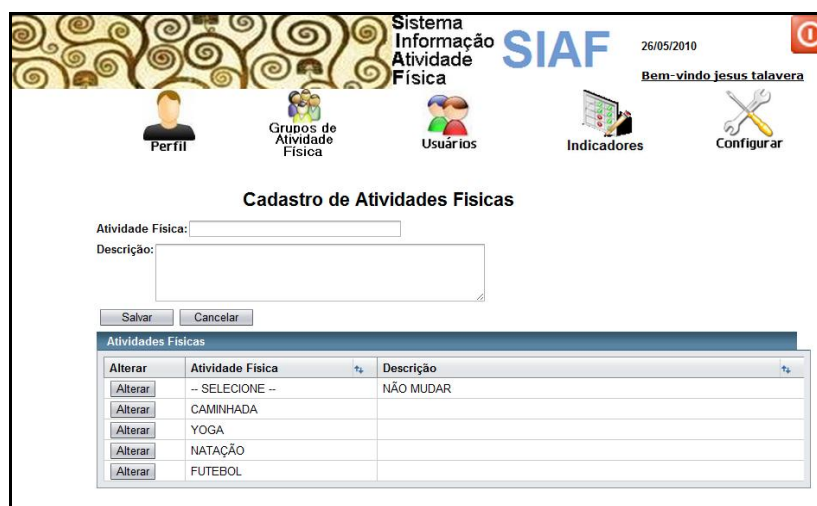 Sistema
Informação
Atividade
Física
SIAF
26/05/2010
Bem-vindo jesus talavera
Perfil
Grupos de
Atividade
Física
Usuários
Indicadores
Configurar
Cadastro de Atividades Fisicas
Atividade Física:
Descrição:
Salvar Cancelar
Atividades Físicas
Alterar Atividade Física Descrição
Alterar -- SELECIONE -- NÃO MUDAR
Alterar CAMINHADA
Alterar YOGA
Alterar NATAÇÃO
Alterar FUTEBOL